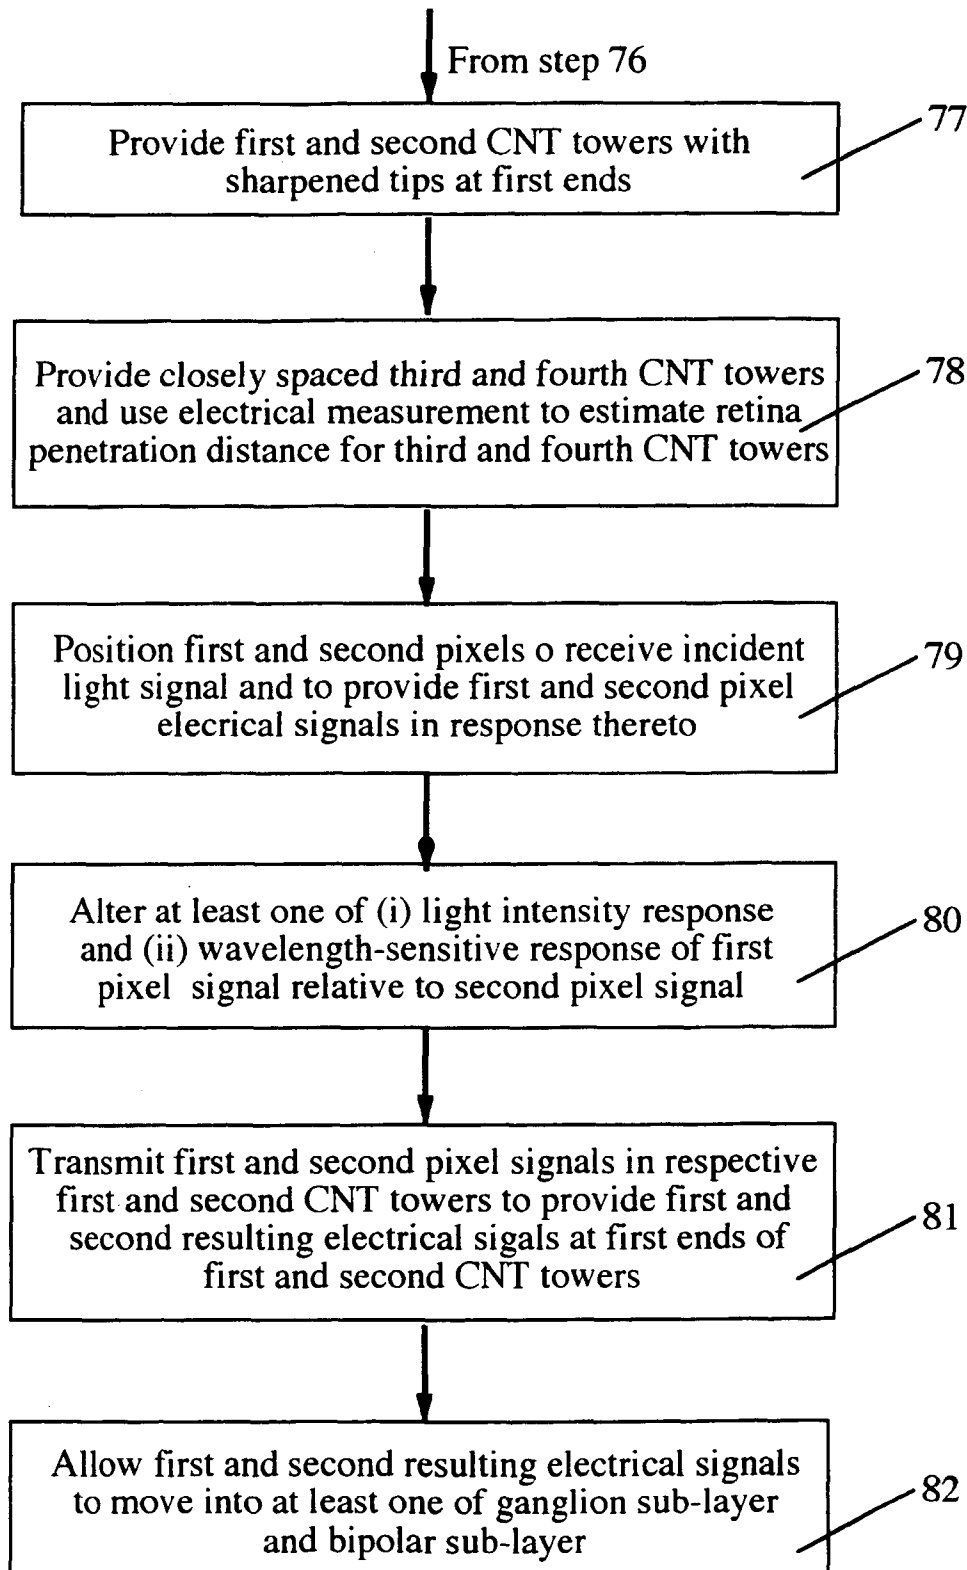 From step 76
77
Provide first and second CNT towers with
sharpened tips at first ends
78
Provide closely spaced third and fourth CNT towers
and use electrical measurement to estimate retina
penetration distance for third and fourth CNT towers
79
Position first and second pixels o receive incident
light signal and to provide first and second pixel
elecrical signals in response thereto
80
Alter at least one of (i) light intensity response
and (ii) wavelength-sensitive response of first
pixel signal relative to second pixel signal
81
Transmit first and second pixel signals in respective
first and second CNT towers to provide first and
second resulting electrical sigals at first ends of
first and second CNT towers
82
Allow first and second resulting electrical signals
to move into at least one of ganglion sub-layer
and bipolar sub-layer